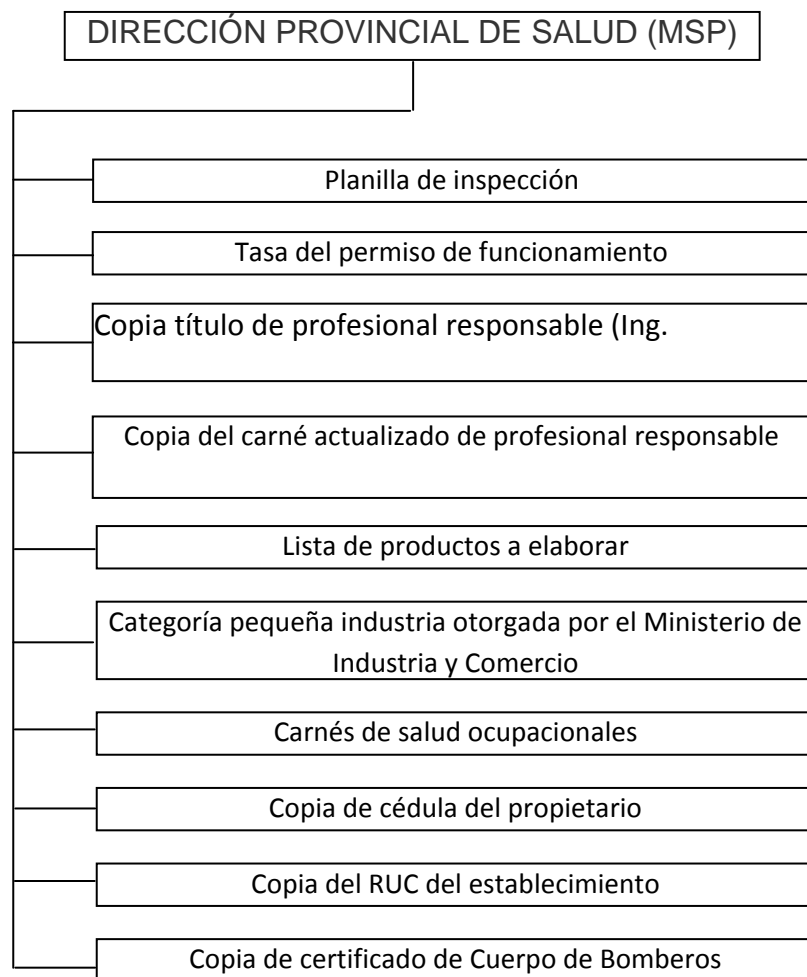 DIRECCIÓN PROVINCIAL DE SALUD (MSP)
Planilla de inspección
Tasa del permiso de funcionamiento
Copia título de profesional responsable (Ing.
Copia del carné actualizado de profesional responsable
Lista de productos a elaborar
Categoría pequeña industria otorgada por el Ministerio de
Industria y Comercio
Carnés de salud ocupacionales
Copia de cédula del propietario
Copia del RUC del establecimiento
Copia de certificado de Cuerpo de Bomberos